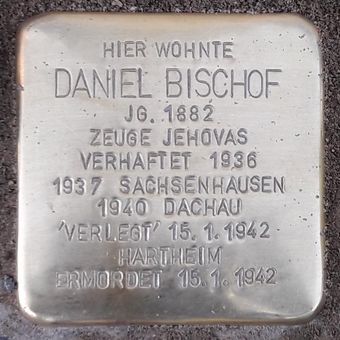 HIER WOHNTE
DANIEL BISCHOF
JG. 1882
ZEUGE JEHOVAS
VERHAFTET 1936
1937 SACHSENHAUSEN
1940 DACHAU
'VERLEGT' 15.1.1942
HARTHEIM
ERMORDET 15.1.1942